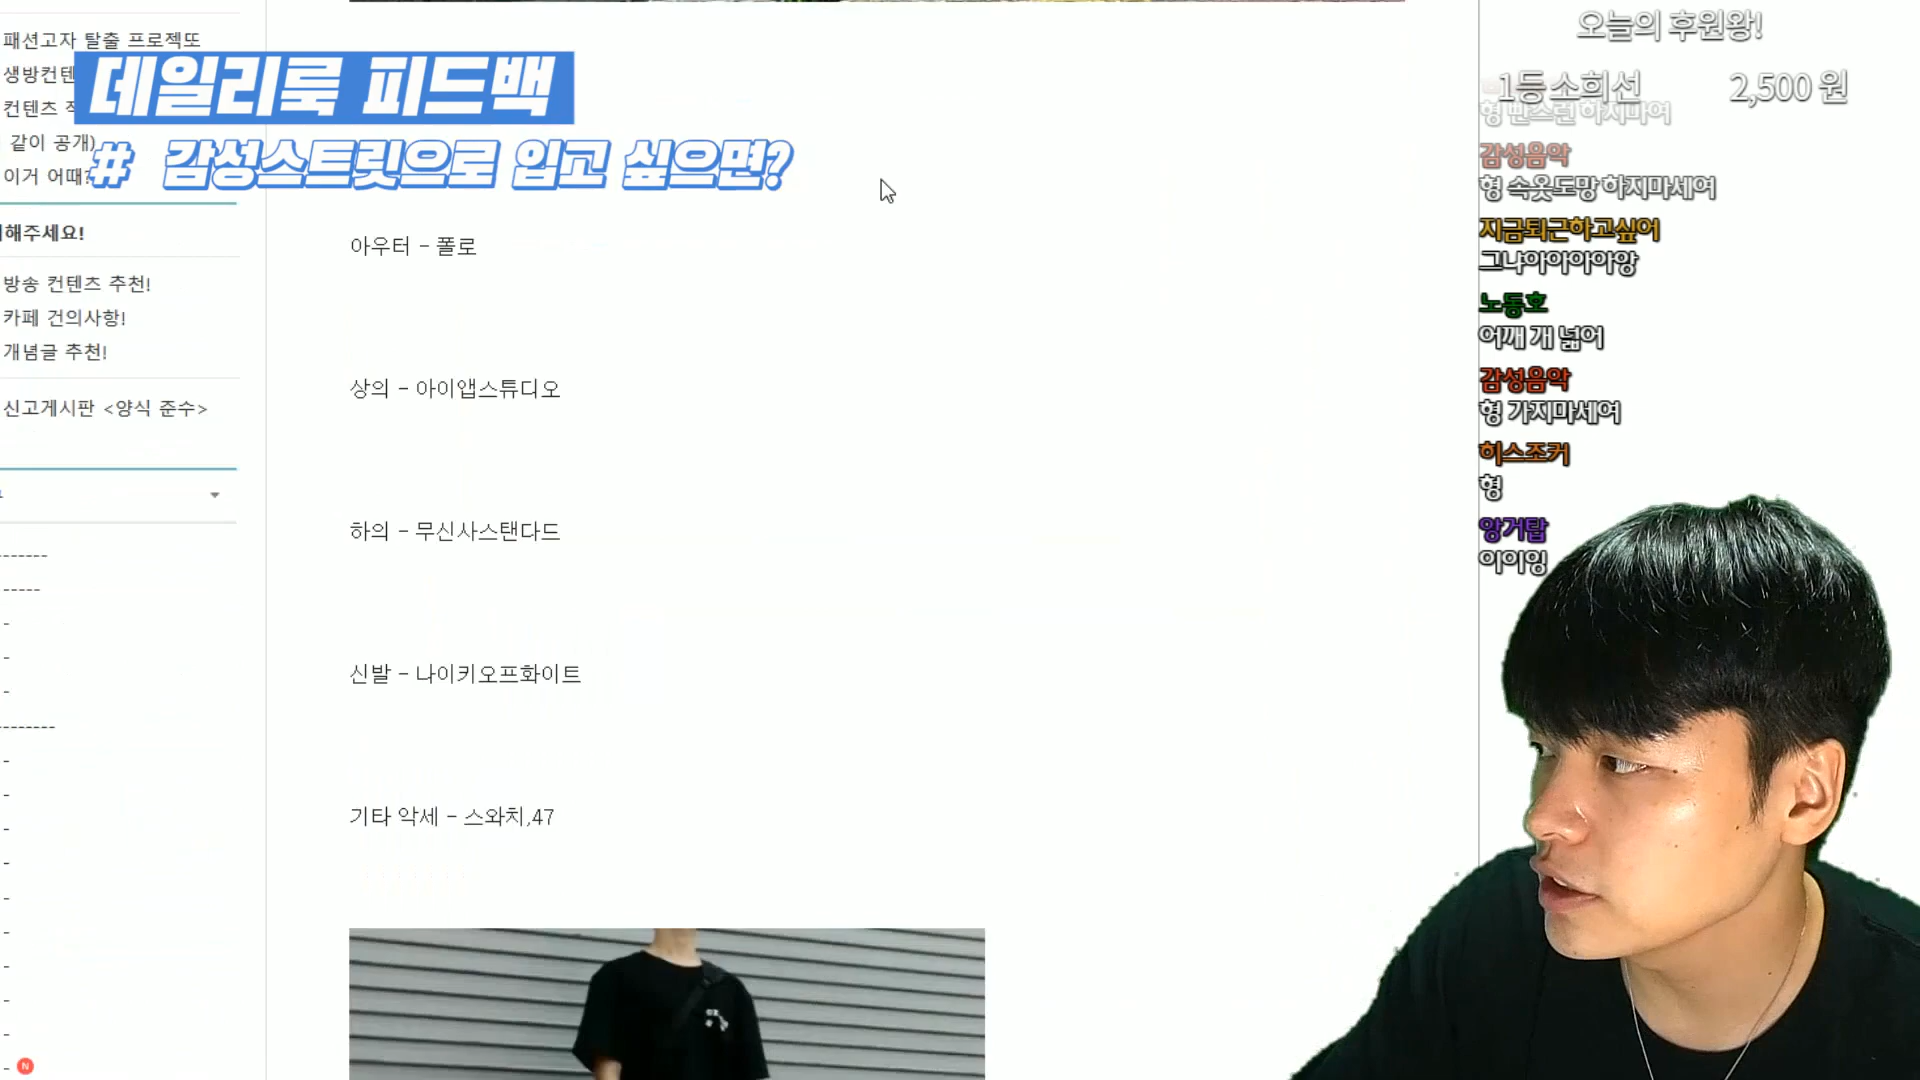 패션고자 탈출 프로젝또
생방컨텐
컨텐츠
같이 공개)
이거 어때?
데일리룩 피드백
# 감성스트릿으로 입고 싶으면?
해주세요!
방송 컨텐츠 추천!
카페 건의사항!
개념글 추천!
신고게시판 <양식 준수>
아우터 - 폴로
상의 - 아이앱스튜디오
하의 - 무신사스탠다드
신발 - 나이키오프화이트
기타 악세 - 스와치,47
오늘의 후원왕!
1등 소희선 2,500 원
형 빤스런 하지마여
감성음악
형 속옷도망 하지마세여
지금퇴근하고싶어
그냐아아아아앙
노동호
어깨 개 넓어
감성음악
형 가지마세여
히스조커
형
앙거탑
이이잉
N